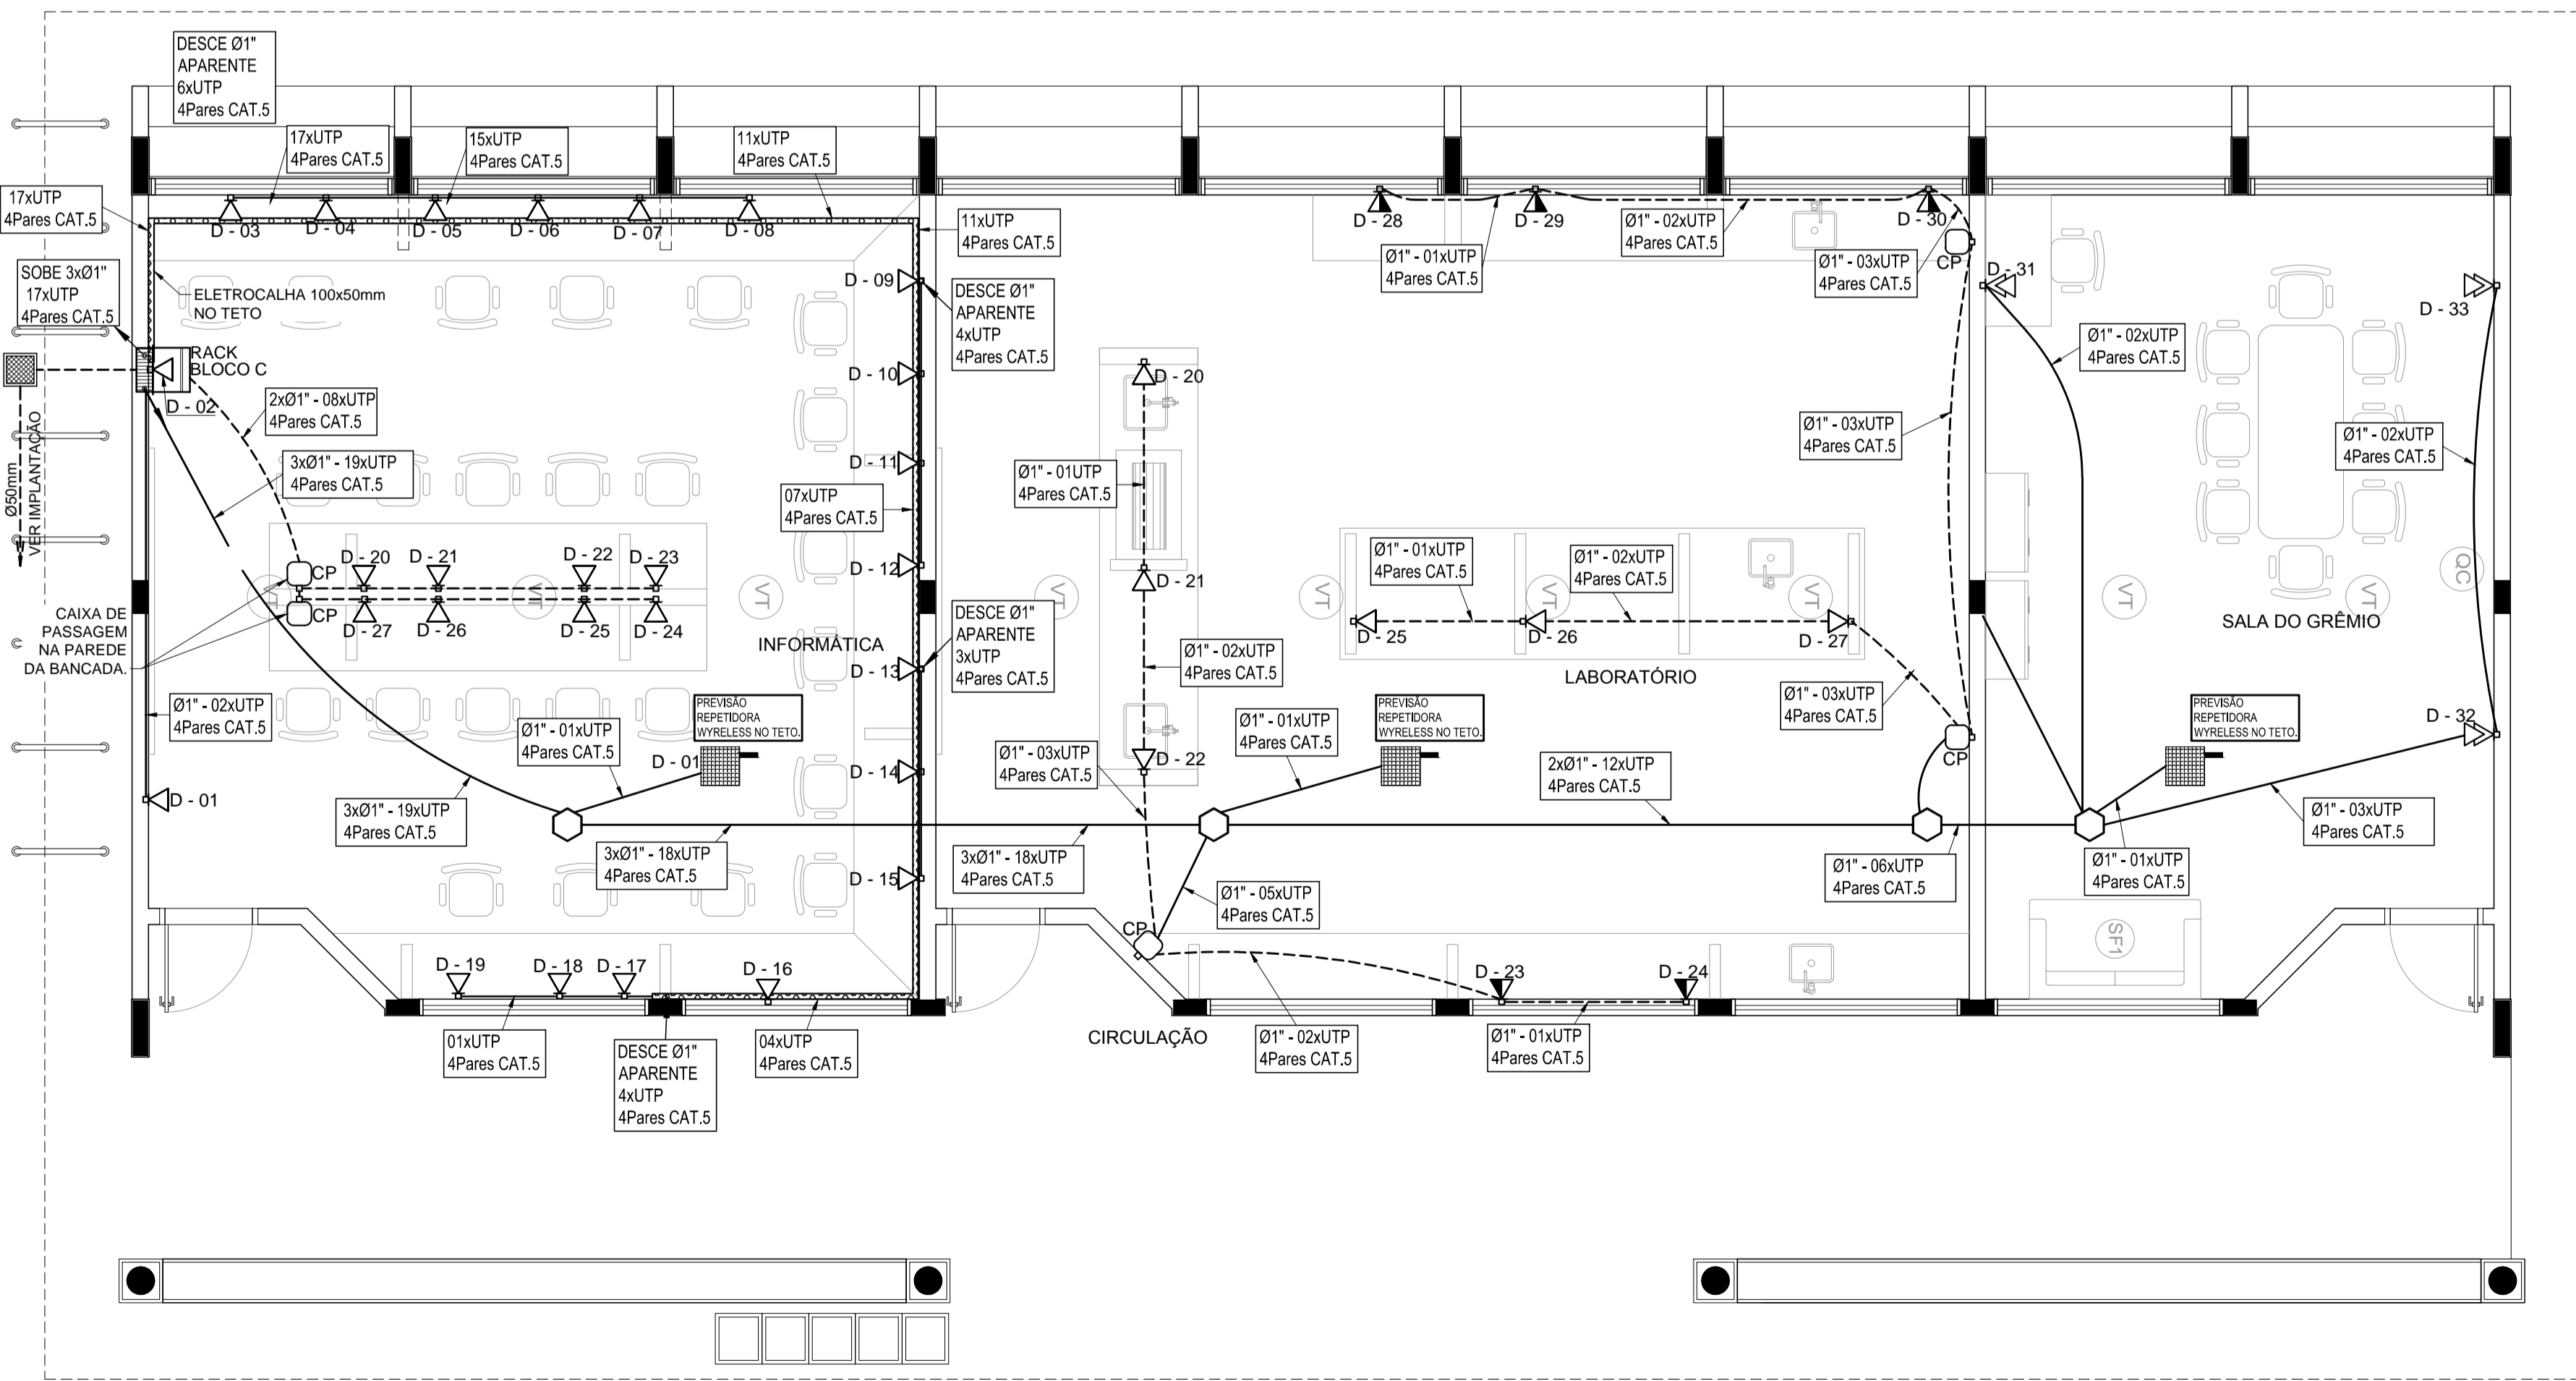 DESCE Ø1"
APARENTE
6xUTP
4Pares CAT.5
17xUTP
4Pares CAT.5
15xUTP
4Pares CAT.5
11xUTP
4Pares CAT.5
17xUTP
4Pares CAT.5
D - 03
D - 04
D - 05
D - 06
D - 07
D - 08
11xUTP
4Pares CAT.5
D - 28
D - 29
Ø1" - 02xUTP
4Pares CAT.5
D - 30
Ø1" - 01xUTP
4Pares CAT.5
Ø1" - 03xUTP
4Pares CAT.5
CP
D - 31
D - 33
SOBE 3xØ1"
17xUTP
4Pares CAT.5
ELETROCALHA 100x50mm
NO TETO
D - 09
DESCE Ø1"
APARENTE
4xUTP
4Pares CAT.5
Ø1" - 02xUTP
4Pares CAT.5
RACK
BLOCO C
D - 02
D - 10
D - 20
2xØ1" - 08xUTP
4Pares CAT.5
Ø1" - 03xUTP
4Pares CAT.5
Ø1" - 02xUTP
4Pares CAT.5
Ø50mm
VER IMPLANTAÇÃO
3xØ1" - 19xUTP
4Pares CAT.5
D - 11
Ø1" - 01UTP
4Pares CAT.5
07xUTP
4Pares CAT.5
CP
D - 20
D - 21
D - 22
D - 23
D - 12
D - 21
Ø1" - 01xUTP
4Pares CAT.5
Ø1" - 02xUTP
4Pares CAT.5
VT
VT
VT
VT
VT
VT
VT
VT
VT
QC
CAIXA DE
PASSAGEM
NA PAREDE
DA BANCADA.
CP
D - 27
D - 26
D - 25
D - 24
INFORMÁTICA
DESCE Ø1"
APARENTE
3xUTP
4Pares CAT.5
D - 13
D - 25
D - 26
D - 27
SALA DO GRÊMIO
Ø1" - 02xUTP
4Pares CAT.5
LABORATÓRIO
Ø1" - 03xUTP
4Pares CAT.5
Ø1" - 02xUTP
4Pares CAT.5
PREVISÃO
REPETIDORA
WYRELESS NO TETO.
PREVISÃO
REPETIDORA
WYRELESS NO TETO.
PREVISÃO
REPETIDORA
WYRELESS NO TETO.
D - 32
Ø1" - 01xUTP
4Pares CAT.5
D - 01
D - 14
Ø1" - 03xUTP
4Pares CAT.5
D - 22
Ø1" - 01xUTP
4Pares CAT.5
2xØ1" - 12xUTP
4Pares CAT.5
CP
D - 01
3xØ1" - 19xUTP
4Pares CAT.5
Ø1" - 03xUTP
4Pares CAT.5
3xØ1" - 18xUTP
4Pares CAT.5
D - 15
3xØ1" - 18xUTP
4Pares CAT.5
Ø1" - 05xUTP
4Pares CAT.5
Ø1" - 06xUTP
4Pares CAT.5
Ø1" - 01xUTP
4Pares CAT.5
CP
SF1
D - 19
D - 18
D - 17
D - 16
D - 23
D - 24
01xUTP
4Pares CAT.5
DESCE Ø1"
APARENTE
4xUTP
4Pares CAT.5
04xUTP
4Pares CAT.5
CIRCULAÇÃO
Ø1" - 02xUTP
4Pares CAT.5
Ø1" - 01xUTP
4Pares CAT.5